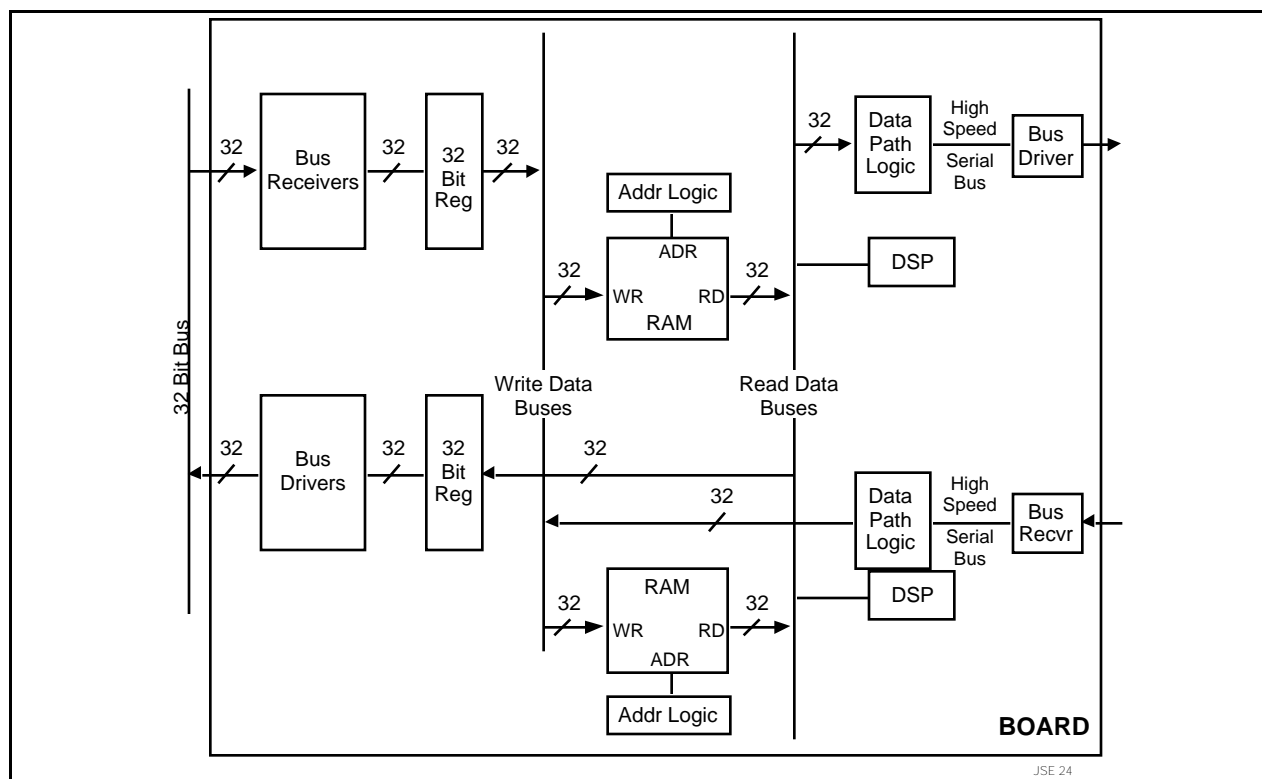 32
Bus
Receivers
32
32
Bit
Reg
32
32
Data
Path
Logic
High
Speed
Serial
Bus
Bus
Driver
Addr Logic
ADR
32
WR
RD
RAM
32
DSP
32 Bit Bus
Write Data
Buses
Read Data
Buses
32
Bus
Drivers
32
32
Bit
Reg
32
32
Data
Path
Logic
High
Speed
Serial
Bus
Bus
Recvr
32
RAM
WR
RD
ADR
32
DSP
Addr Logic
BOARD
JSE 24